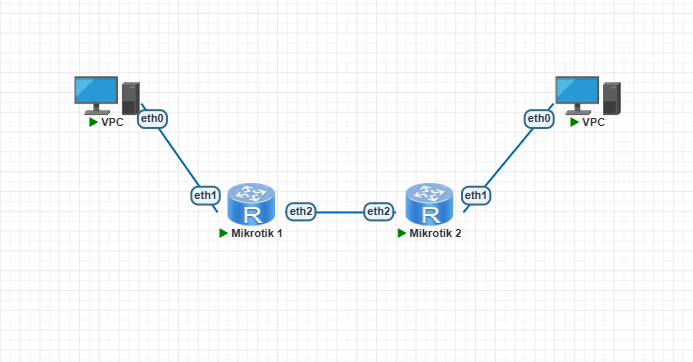 eth0
VPC
eth0
VPC
eth1
eth1
eth2
eth2
R
R
Mikrotik 1
Mikrotik 2